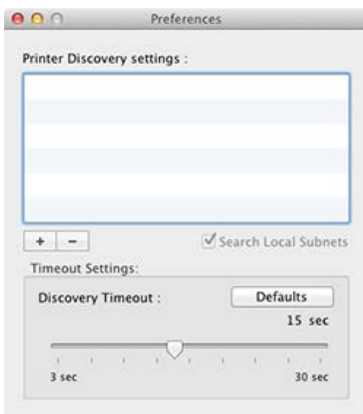 Preferences
Printer Discovery settings :
+ −
Search Local Subnets
Timeout Settings:
Discovery Timeout :
Defaults
15 sec
3 sec
30 sec